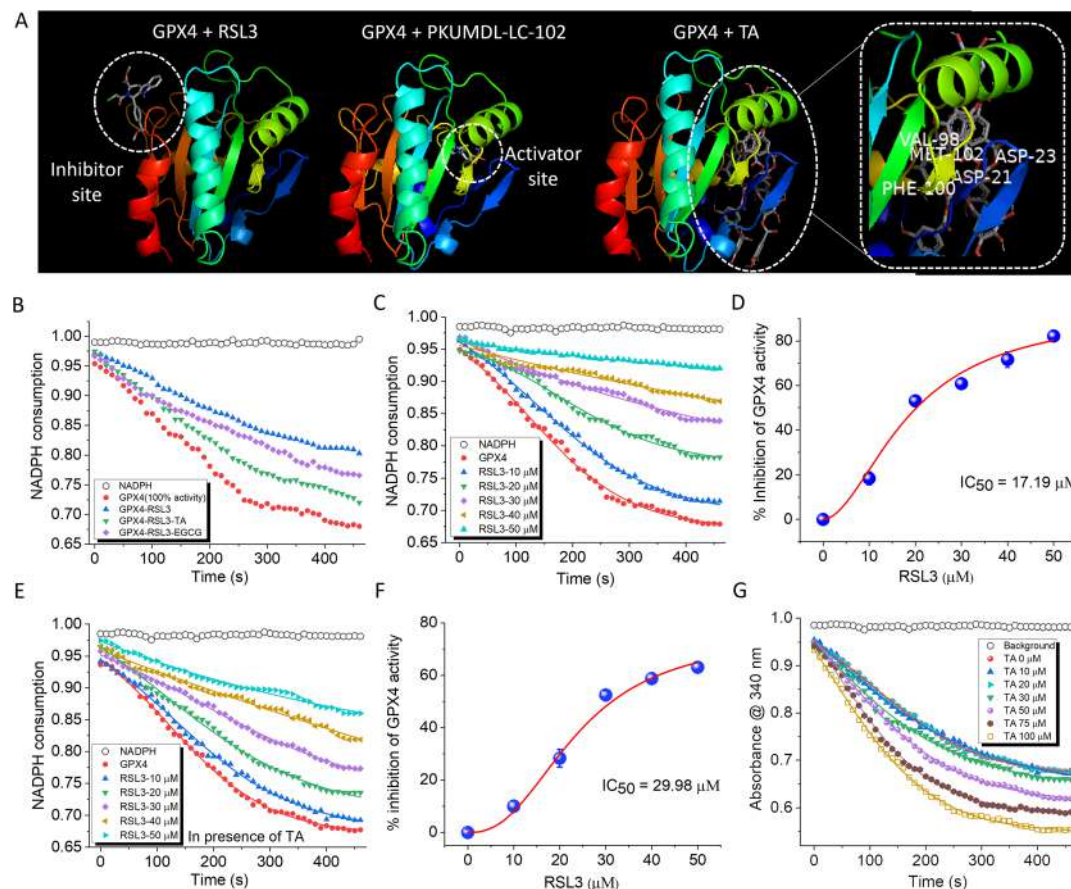 A
GPX4 + RSL3
GPX4 + PKUMDL-LC-102
GPX4 + TA
Inhibitor
site
Activator
site
VAL-98
MET-102
ASP-23
ASP-21
PHE-100
B
NADPH consumption
1.00
0.95
0.90
0.85
0.80
0.75
0.70
0.65
NADPH
GPX4(100% activity)
GPX4-RSL3
GPX4-RSL3-TA
GPX4-RSL3-EGCG
0 100 200 300 400
Time (s)
C
NADPH consumption
1.00
0.95
0.90
0.85
0.80
0.75
0.70
0.65
NADPH
GPX4
RSL3-10 μM
RSL3-20 μM
RSL3-30 μM
RSL3-40 μM
RSL3-50 μM
0 100 200 300 400
Time (s)
D
% Inhibition of GPX4 activity
80
60
40
20
0
IC50 = 17.19 μM
0 10 20 30 40 50
RSL3 (μM)
E
NADPH consumption
1.00
0.95
0.90
0.85
0.80
0.75
0.70
0.65
NADPH
GPX4
RSL3-10 μM
RSL3-20 μM
RSL3-30 μM
RSL3-40 μM
RSL3-50 μM
In presence of TA
0 100 200 300 400
Time (s)
F
% inhibition of GPX4 activity
80
60
40
20
0
IC50 = 29.98 μM
0 10 20 30 40 50
RSL3 (μM)
G
Absorbance @ 340 nm
1.0
0.9
0.8
0.7
0.6
Background
TA 0 μM
TA 10 μM
TA 20 μM
TA 30 μM
TA 50 μM
TA 75 μM
TA 100 μM
0 100 200 300 400
Time (s)